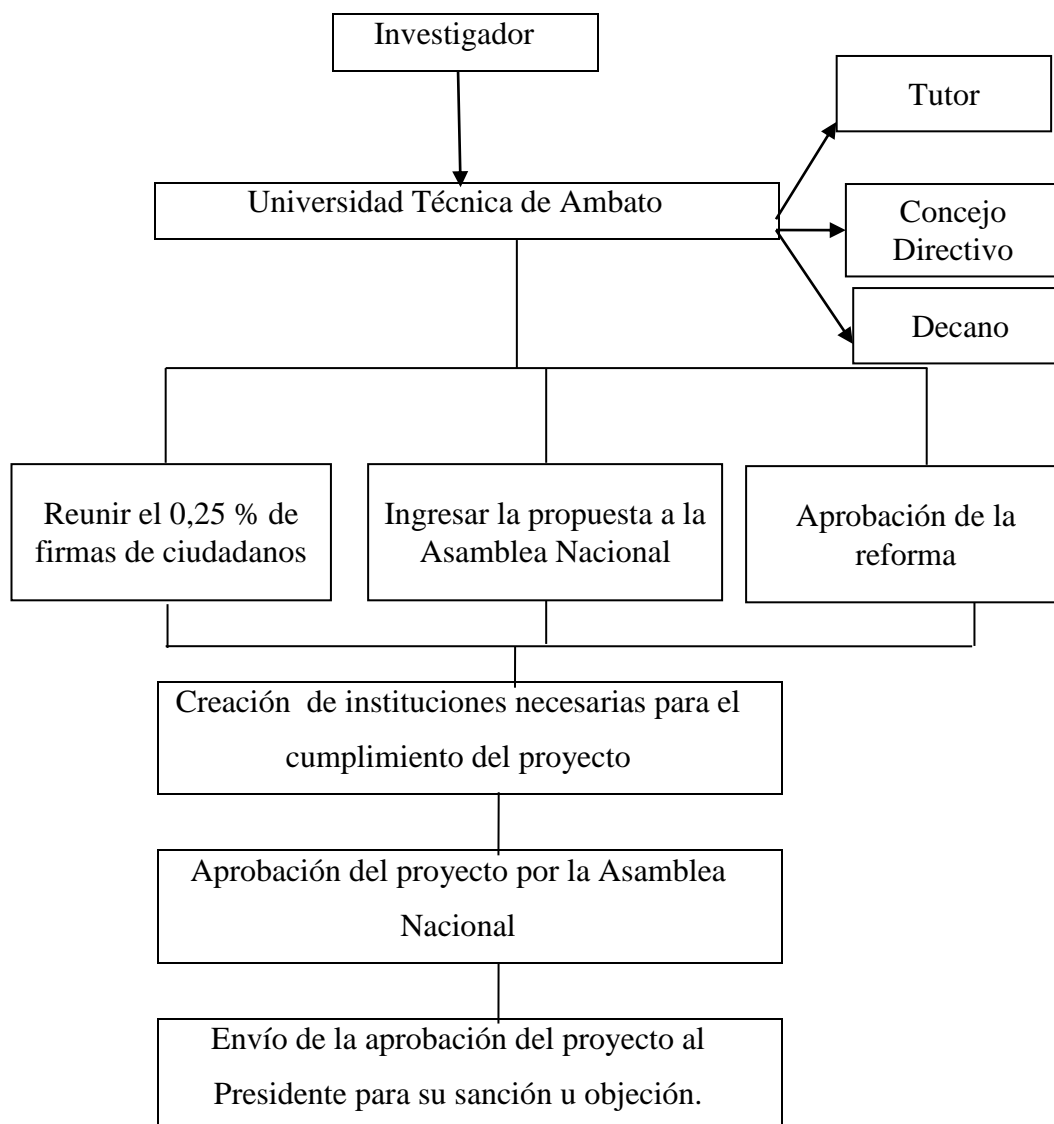 Investigador
Tutor
Universidad Técnica de Ambato
Concejo
Directivo
Decano
Reunir el 0,25 % de
firmas de ciudadanos
Ingresar la propuesta a la
Asamblea Nacional
Aprobación de la
reforma
Creación  de instituciones necesarias para el
cumplimiento del proyecto
Aprobación del proyecto por la Asamblea
Nacional
Envío de la aprobación del proyecto al
Presidente para su sanción u objeción.